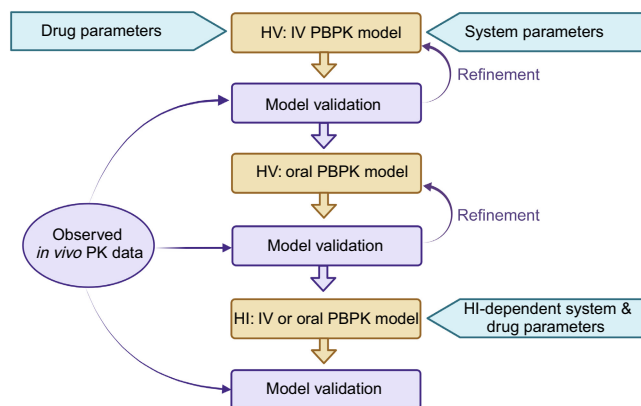 Drug parameters
HV: IV PBPK model
System parameters
Refinement
Model validation
HV: oral PBPK model
Refinement
Observed
in vivo PK data
Model validation
HI: IV or oral PBPK model
HI-dependent system &
drug parameters
Model validation